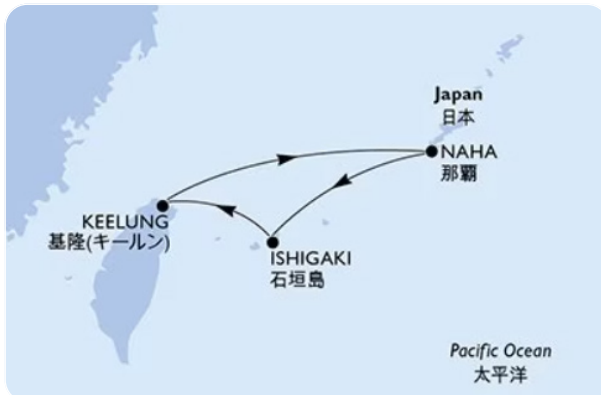 Japan
日本
NAHA
那覇
KEELUNG
基隆(キールン)
ISHIGAKI
石垣島
Pacific Ocean
太平洋